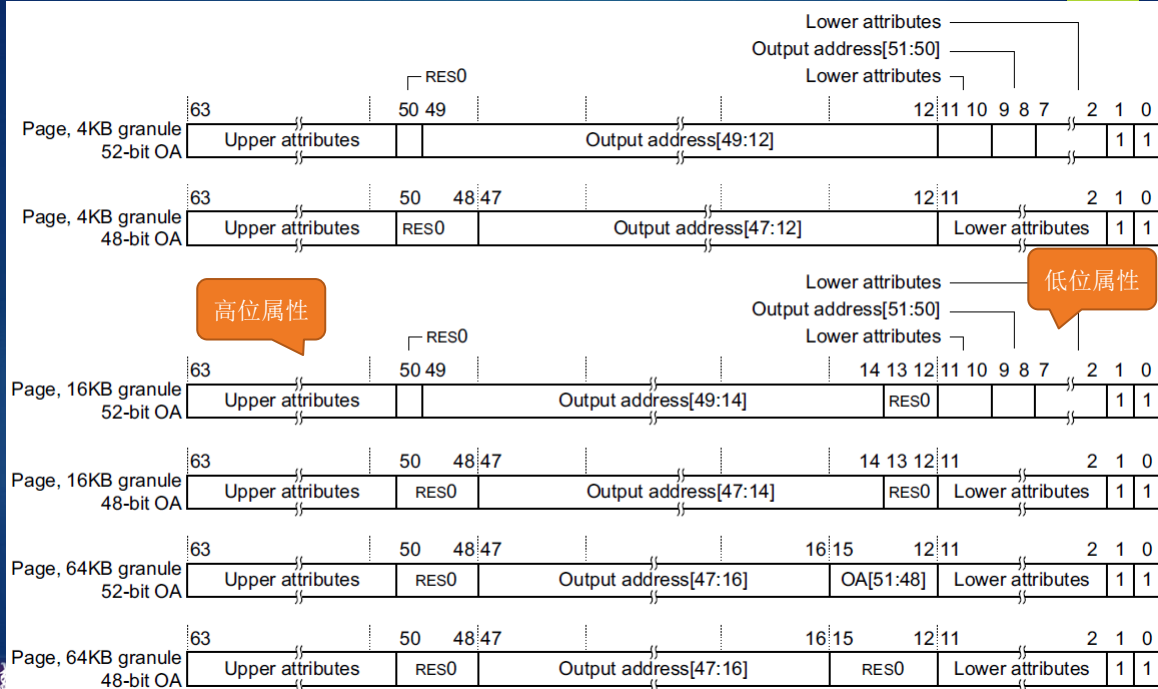 Lower attributes
Output address[51:50]
RES0 Lower attributes
63 50 49 12 11 10 9 8 7 2 1 0
Page, 4KB granule
52-bit OA
Upper attributes Output address[49:12] 1 1
63 50 48 47 12 11 2 1 0
Page, 4KB granule
48-bit OA
Upper attributes RES0 Output address[47:12] Lower attributes 1 1
高位属性
低位属性
Lower attributes
Output address[51:50]
RES0 Lower attributes
63 50 49 14 13 12 11 10 9 8 7 2 1 0
Page, 16KB granule
52-bit OA
Upper attributes Output address[49:14] RES0 1 1
63 50 48 47 14 13 12 11 2 1 0
Page, 16KB granule
48-bit OA
Upper attributes RES0 Output address[47:14] RES0 Lower attributes 1 1
63 50 48 47 16 15 12 11 2 1 0
Page, 64KB granule
52-bit OA
Upper attributes RES0 Output address[47:16] OA[51:48] Lower attributes 1 1
63 50 48 47 16 15 12 11 2 1 0
Page, 64KB granule
48-bit OA
Upper attributes RES0 Output address[47:16] RES0 Lower attributes 1 1